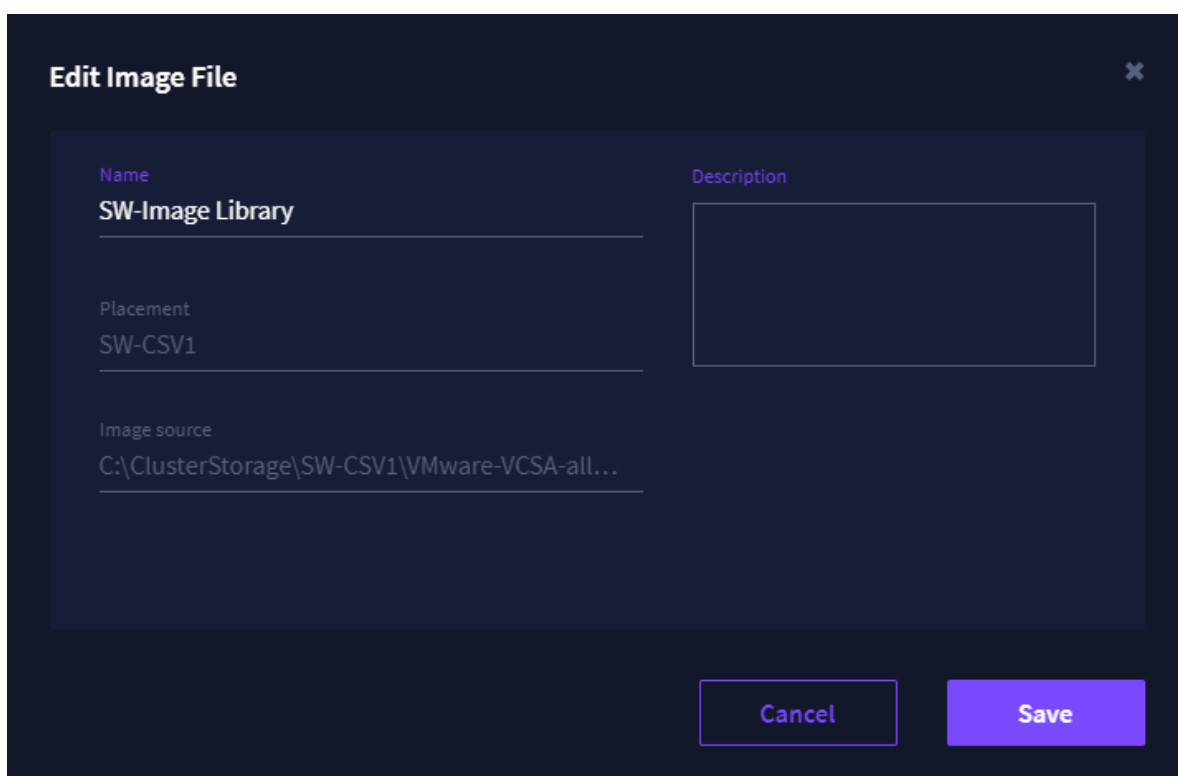 Edit Image File
Name
SW-Image Library
Description
Placement
SW-CSV1
Image source
C:\ClusterStorage\SW-CSV1\VMware-VCSA-all...
Cancel
Save